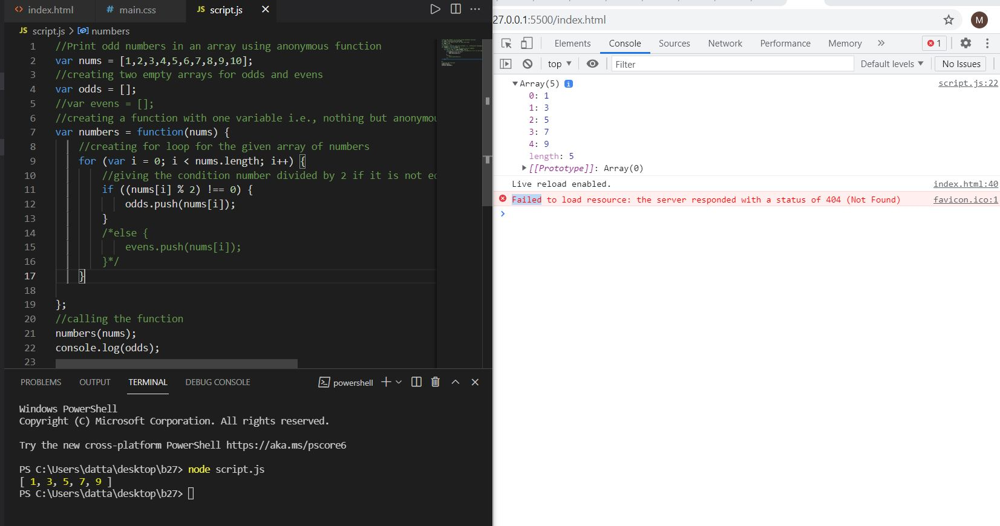 index.html
# main.css
JS script.js
JS script.js > numbers
1 //Print odd numbers in an array using anonymous function
2 var nums = [1,2,3,4,5,6,7,8,9,10];
3 //creating two empty arrays for odds and evens
4 var odds = [];
5 //var evens = [];
6 //creating a function with one variable i.e., nothing but anonymou
7 var numbers = function(nums) {
8 //creating for loop for the given array of numbers
9 for (var i = 0; i < nums.length; i++) {
10 //giving the condition number divided by 2 if it is not eq
11 if ((nums[i] % 2) !== 0) {
12 odds.push(nums[i]);
13 }
14 /*else {
15 evens.push(nums[i]);
16 }*/
17 }
18
19 };
20 //calling the function
21 numbers(nums);
22 console.log(odds);
23
PROBLEMS OUTPUT TERMINAL DEBUG CONSOLE powershell
Windows PowerShell
Copyright (C) Microsoft Corporation. All rights reserved.
Try the new cross-platform PowerShell https://aka.ms/pscore6
PS C:\Users\datta\desktop\b27> node script.js
[ 1, 3, 5, 7, 9 ]
PS C:\Users\datta\desktop\b27>
27.0.0.1:5500/index.html
M
Elements Console Sources Network Performance Memory » 1
top Filter Default levels No Issues
Array(5) i script.js:22
0: 1
1: 3
2: 5
3: 7
4: 9
length: 5
[[Prototype]]: Array(0)
Live reload enabled. index.html:40
Failed to load resource: the server responded with a status of 404 (Not Found) favicon.ico:1
>